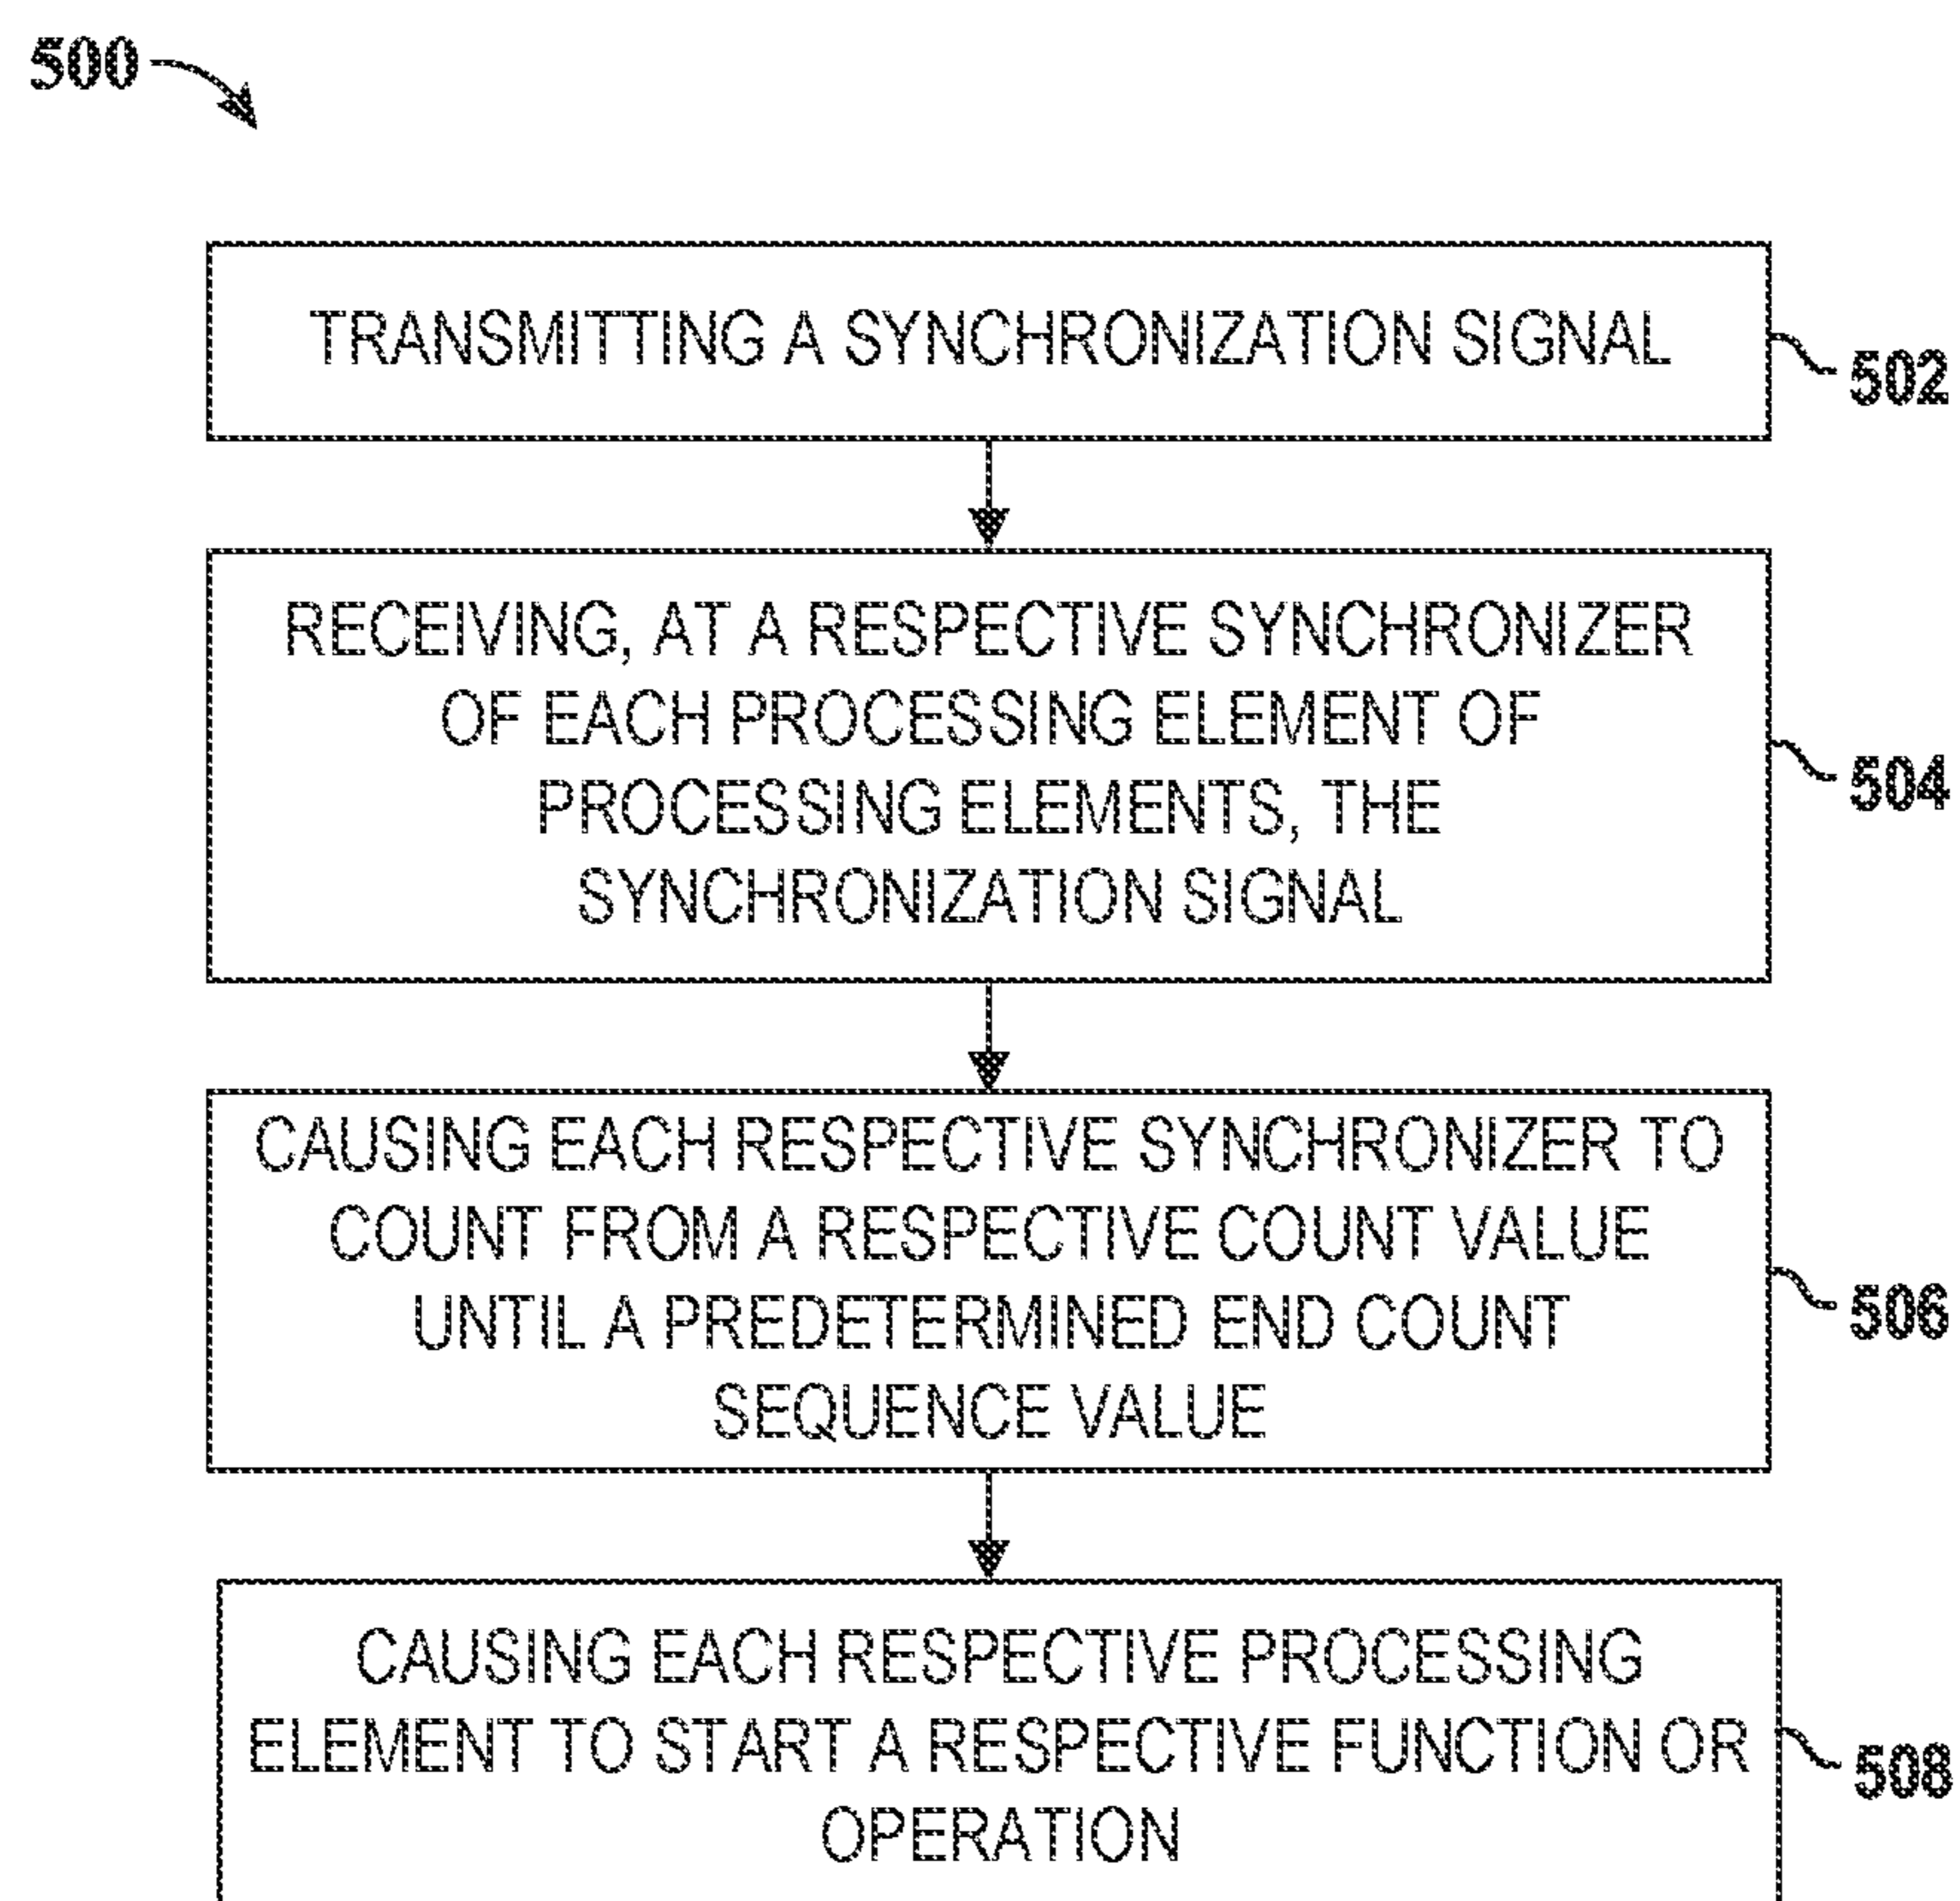 500
TRANSMITTING A SYNCHRONIZATION SIGNAL
502
RECEIVING, AT A RESPECTIVE SYNCHRONIZER
OF EACH PROCESSING ELEMENT OF
PROCESSING ELEMENTS, THE
SYNCHRONIZATION SIGNAL
504
CAUSING EACH RESPECTIVE SYNCHRONIZER TO
COUNT FROM A RESPECTIVE COUNT VALUE
UNTIL A PREDETERMINED END COUNT
SEQUENCE VALUE
506
CAUSING EACH RESPECTIVE PROCESSING
ELEMENT TO START A RESPECTIVE FUNCTION OR
OPERATION
508